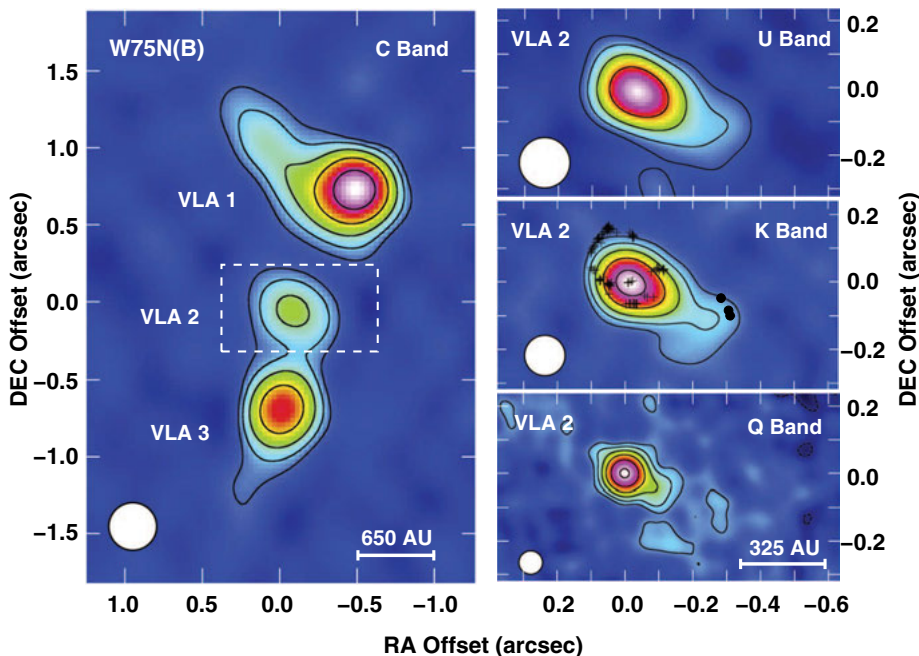 W75N(B) C Band
1.5
1.0
0.5
0.0
−0.5
−1.0
−1.5
DEC Offset (arcsec)
VLA 1
VLA 2
VLA 3
650 AU
1.0 0.5 0.0 −0.5 −1.0
VLA 2 U Band
0.2
0.0
−0.2
VLA 2 K Band
0.2
0.0
−0.2
VLA 2 Q Band
0.2
0.0
−0.2
325 AU
DEC Offset (arcsec)
0.2 0.0 −0.2 −0.4 −0.6
RA Offset (arcsec)